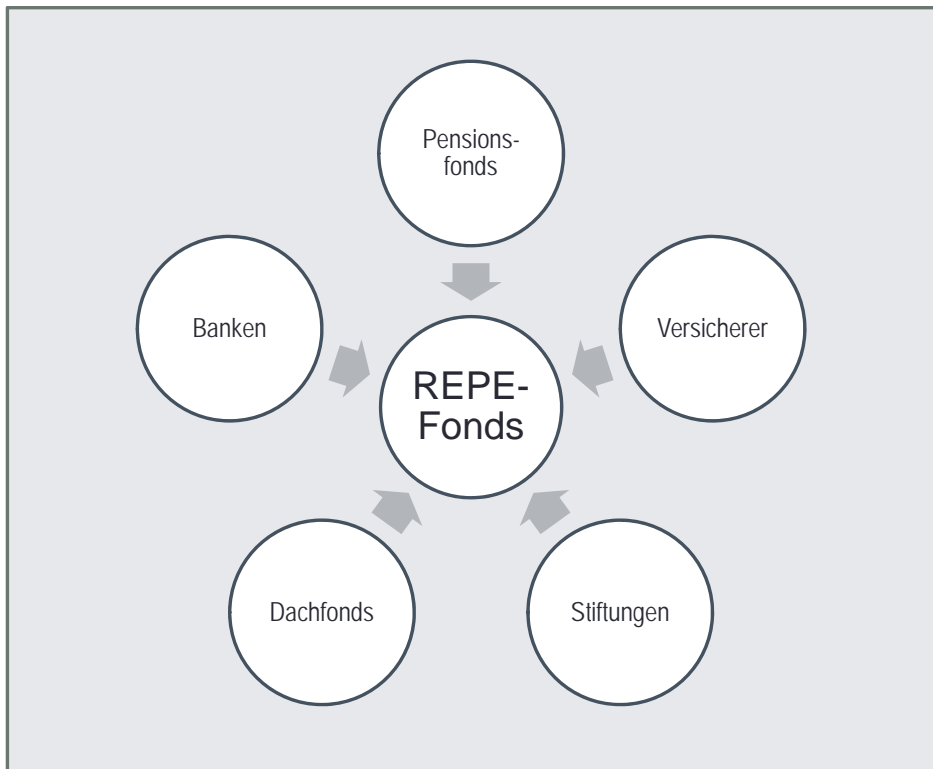 Pensions-
fonds
Banken
Versicherer
REPE-
Fonds
Dachfonds
Stiftungen